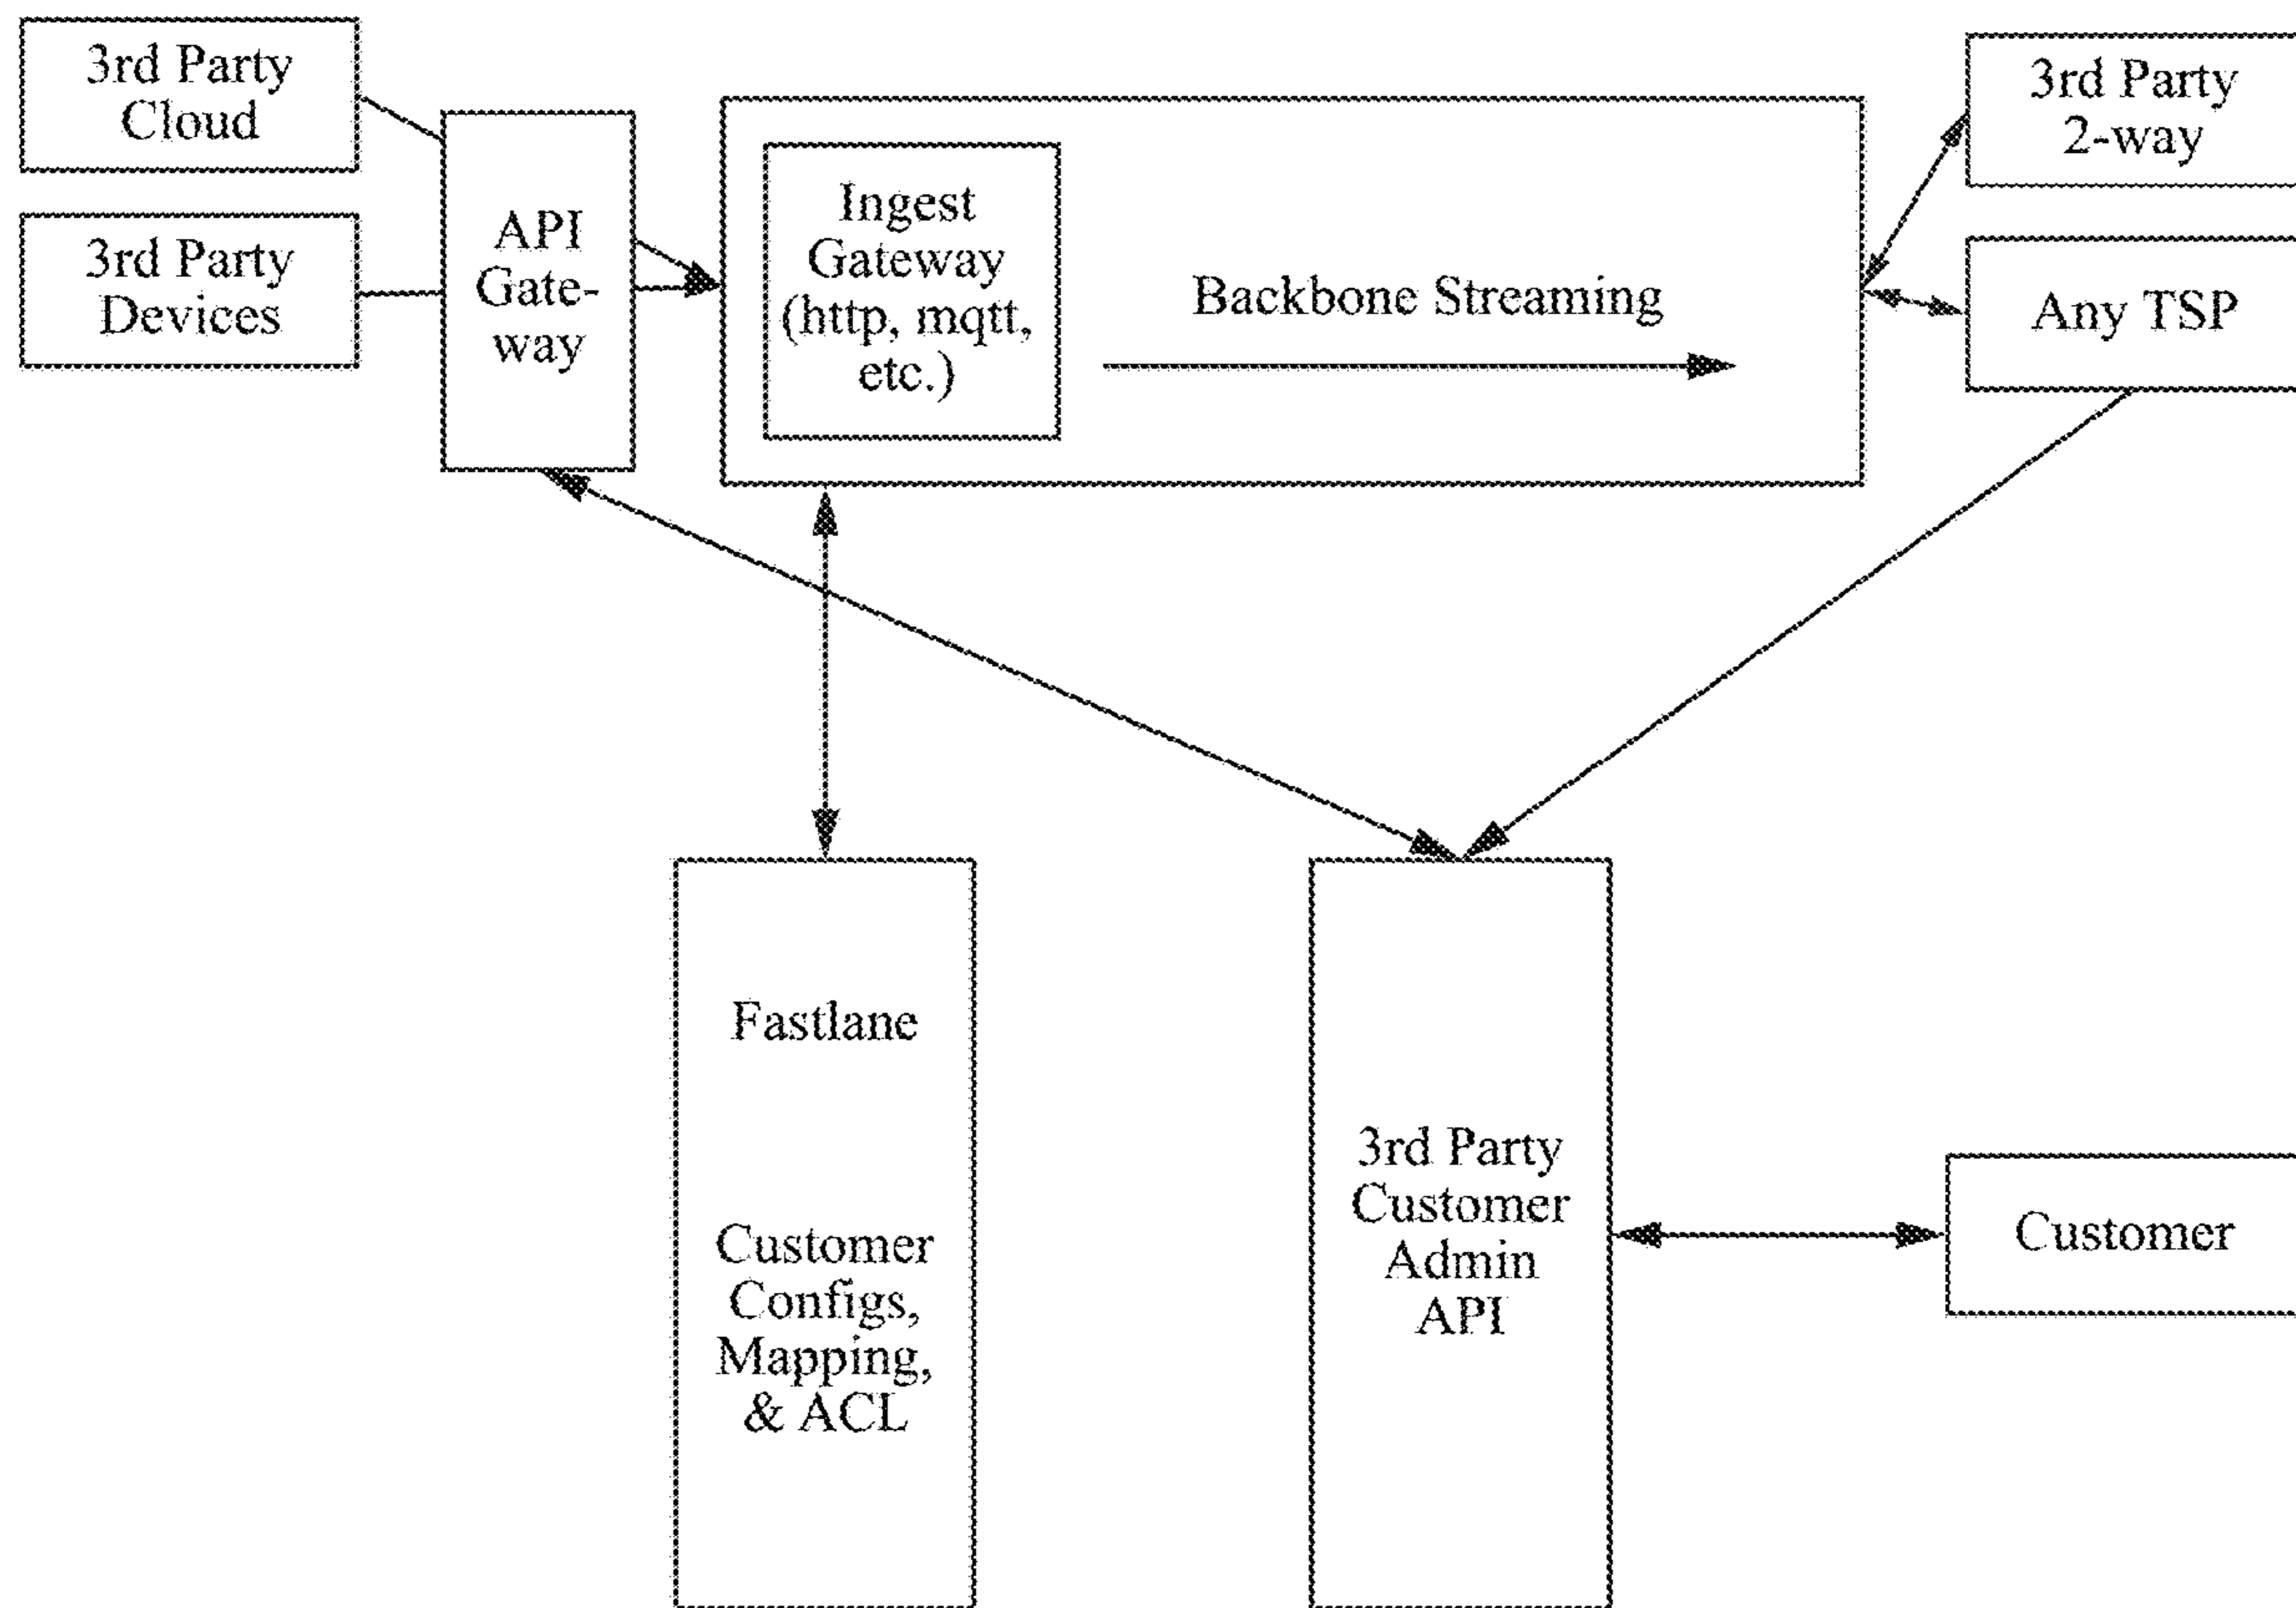 3rd Party
Cloud
3rd Party
Devices
API
Gate-
way
Ingest
Gateway
(http, mqtt,
etc.)
Backbone Streaming
3rd Party
2-way
Any TSP
Fastlane
Customer
Configs,
Mapping,
& ACL
3rd Party
Customer
Admin
API
Customer